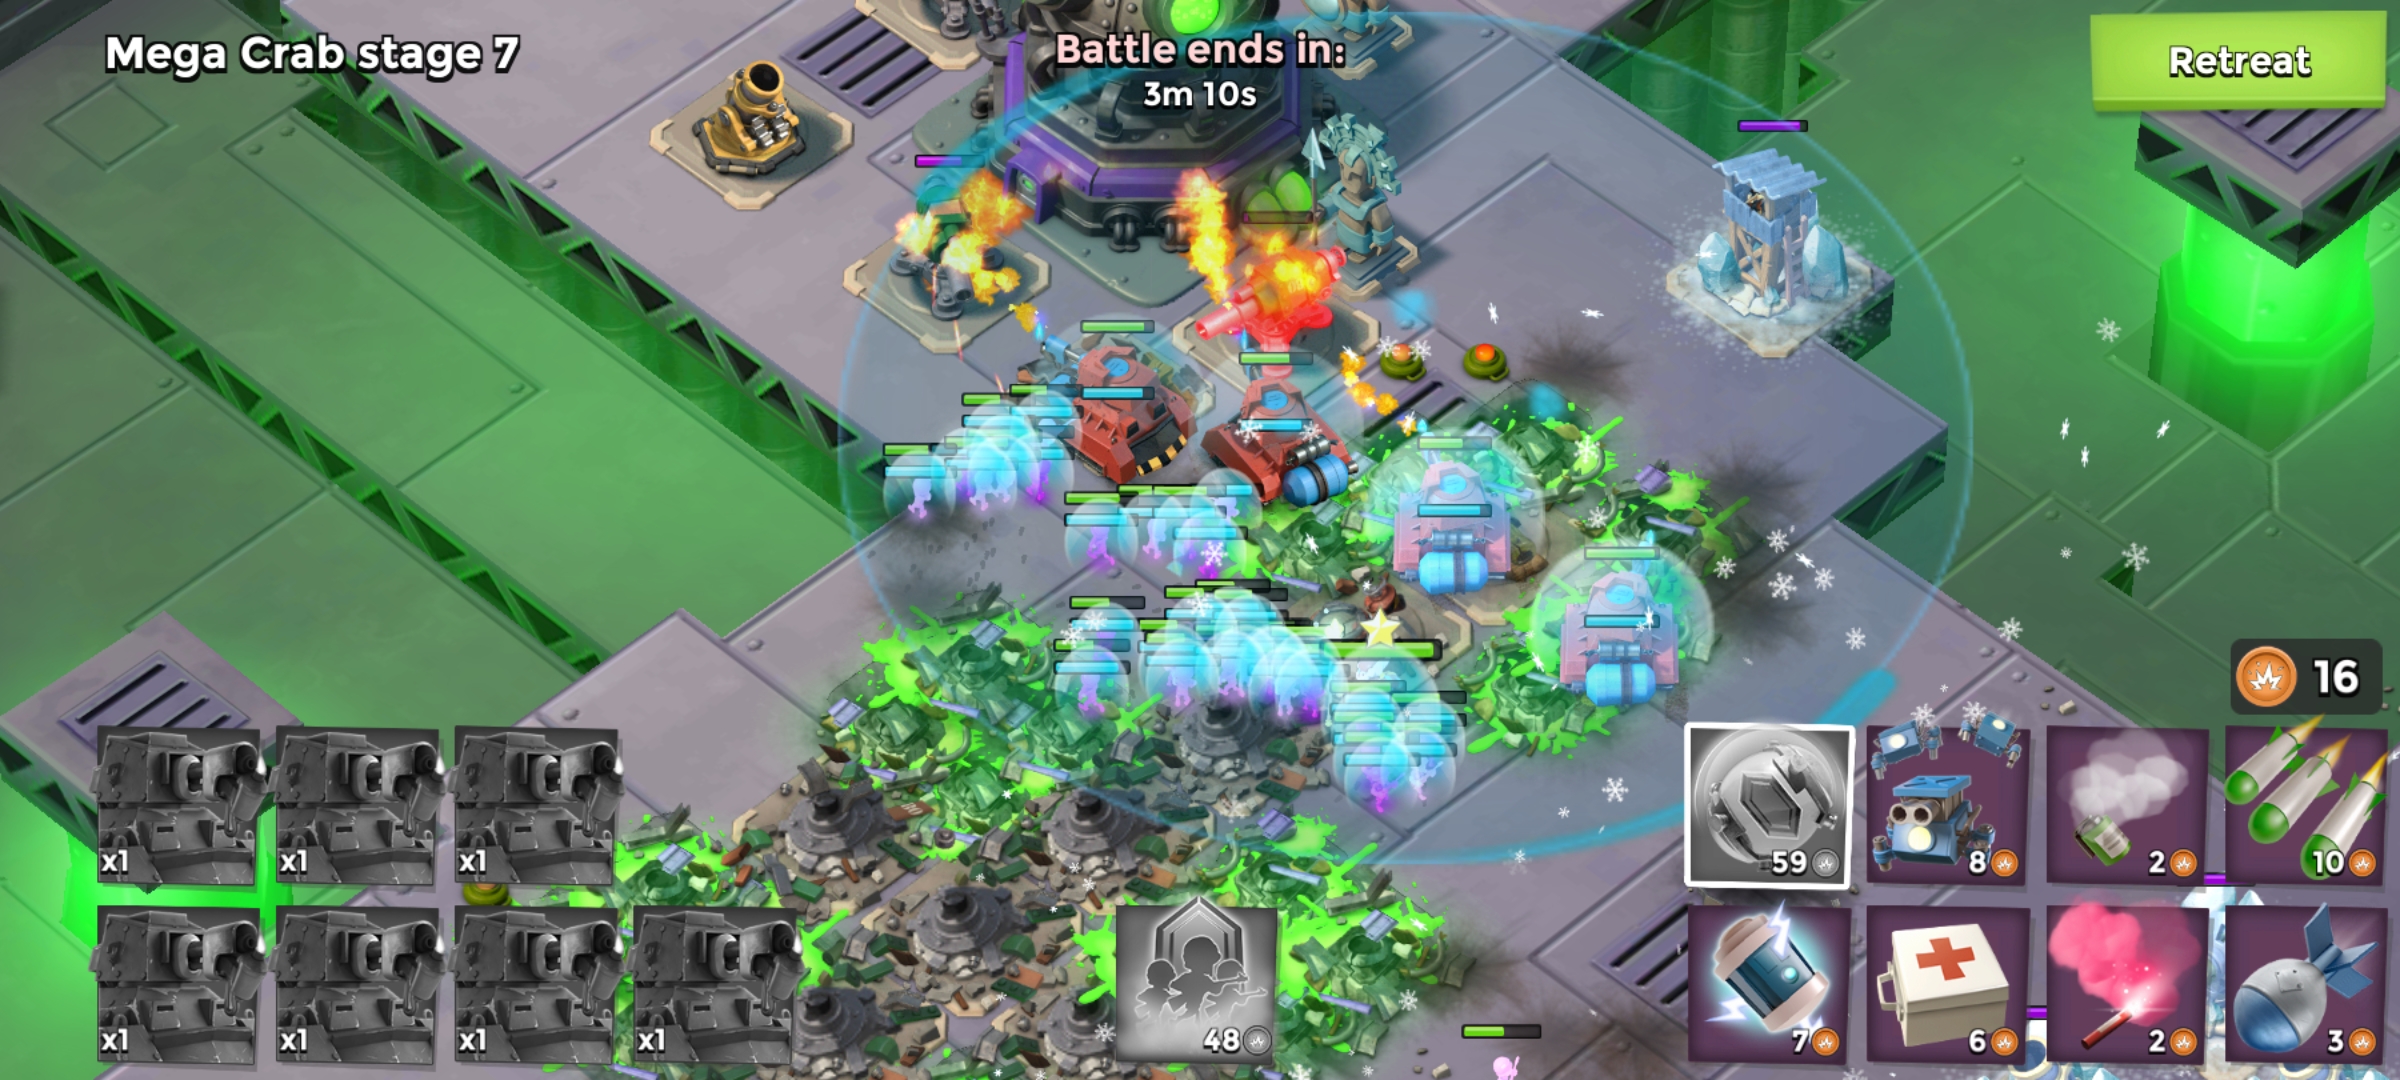 Mega Crab stage 7
Battle ends in:
3m 10s
Retreat
16
59
8
2
10
x1
x1
x1
x1
x1
x1
x1
48
7
6
2
3